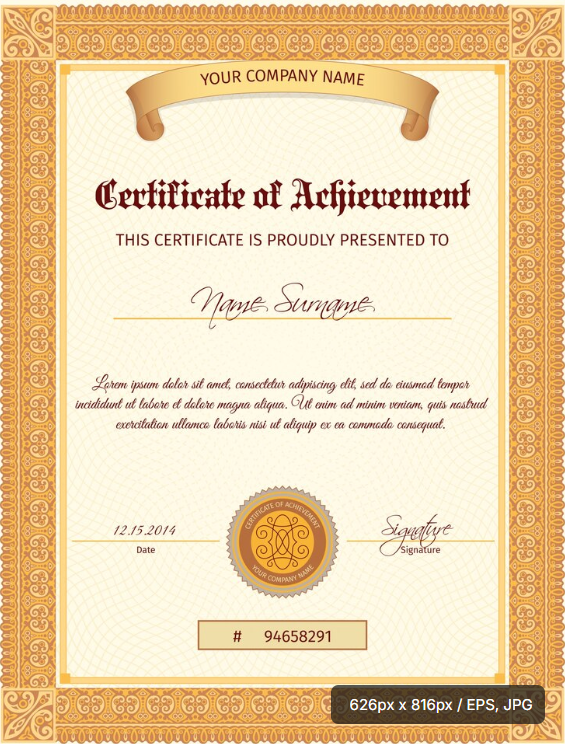 YOUR COMPANY NAME
Certificate of Achievement
THIS CERTIFICATE IS PROUDLY PRESENTED TO
Name Surname
Lorem ipsum dolor sit amet, consectetur adipiscing elit, sed do eiusmod tempor
incididunt ut labore et dolore magna aliqua. Ut enim ad minim veniam, quis nostrud
exercitation ullamco laboris nisi ut aliquip ex ea commodo consequat.
12.15.2014
Date
CERTIFICATE OF ACHIEVEMENT
YOUR COMPANY NAME
Signature
Signature
# 94658291
626px x 816px / EPS, JPG